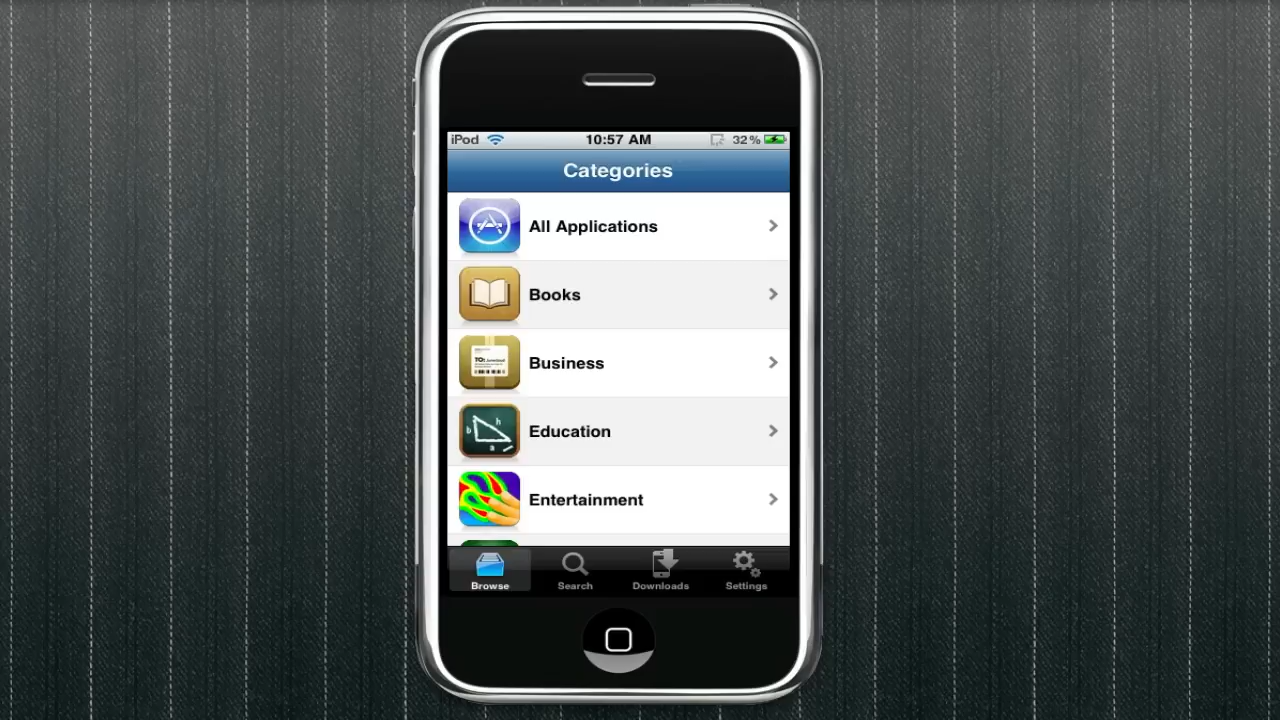 iPod 10:57 AM 32%
Categories
All Applications
Books
Business
Education
Entertainment
Browse Search Downloads Settings